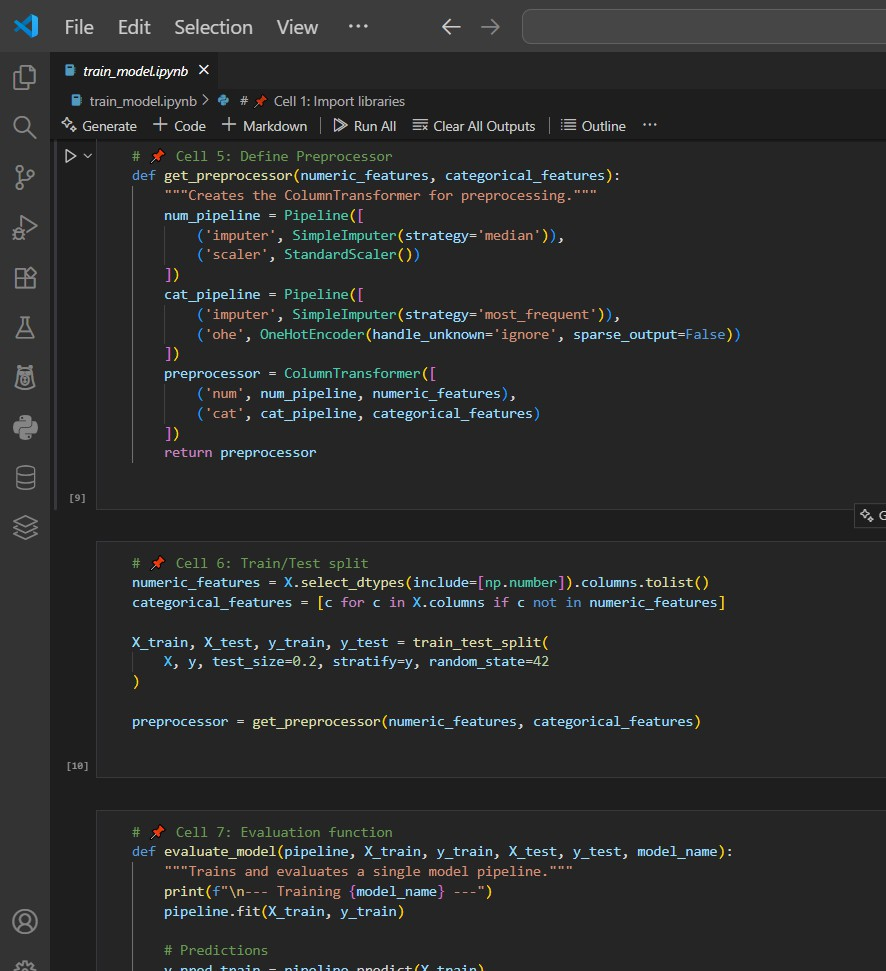 File Edit Selection View ···
train_model.ipynb
train_model.ipynb > # 📌 Cell 1: Import libraries
Generate + Code + Markdown | Run All Clear All Outputs | Outline ···
# 📌 Cell 5: Define Preprocessor
def get_preprocessor(numeric_features, categorical_features):
    """Creates the ColumnTransformer for preprocessing."""
    num_pipeline = Pipeline([
        ('imputer', SimpleImputer(strategy='median')),
        ('scaler', StandardScaler())
    ])
    cat_pipeline = Pipeline([
        ('imputer', SimpleImputer(strategy='most_frequent')),
        ('ohe', OneHotEncoder(handle_unknown='ignore', sparse_output=False))
    ])
    preprocessor = ColumnTransformer([
        ('num', num_pipeline, numeric_features),
        ('cat', cat_pipeline, categorical_features)
    ])
    return preprocessor
[9]
# 📌 Cell 6: Train/Test split
numeric_features = X.select_dtypes(include=[np.number]).columns.tolist()
categorical_features = [c for c in X.columns if c not in numeric_features]
X_train, X_test, y_train, y_test = train_test_split(
    X, y, test_size=0.2, stratify=y, random_state=42
)
preprocessor = get_preprocessor(numeric_features, categorical_features)
[10]
# 📌 Cell 7: Evaluation function
def evaluate_model(pipeline, X_train, y_train, X_test, y_test, model_name):
    """Trains and evaluates a single model pipeline."""
    print(f"\n--- Training {model_name} ---")
    pipeline.fit(X_train, y_train)
    # Predictions
    y_pred_train = pipeline.predict(X_train)